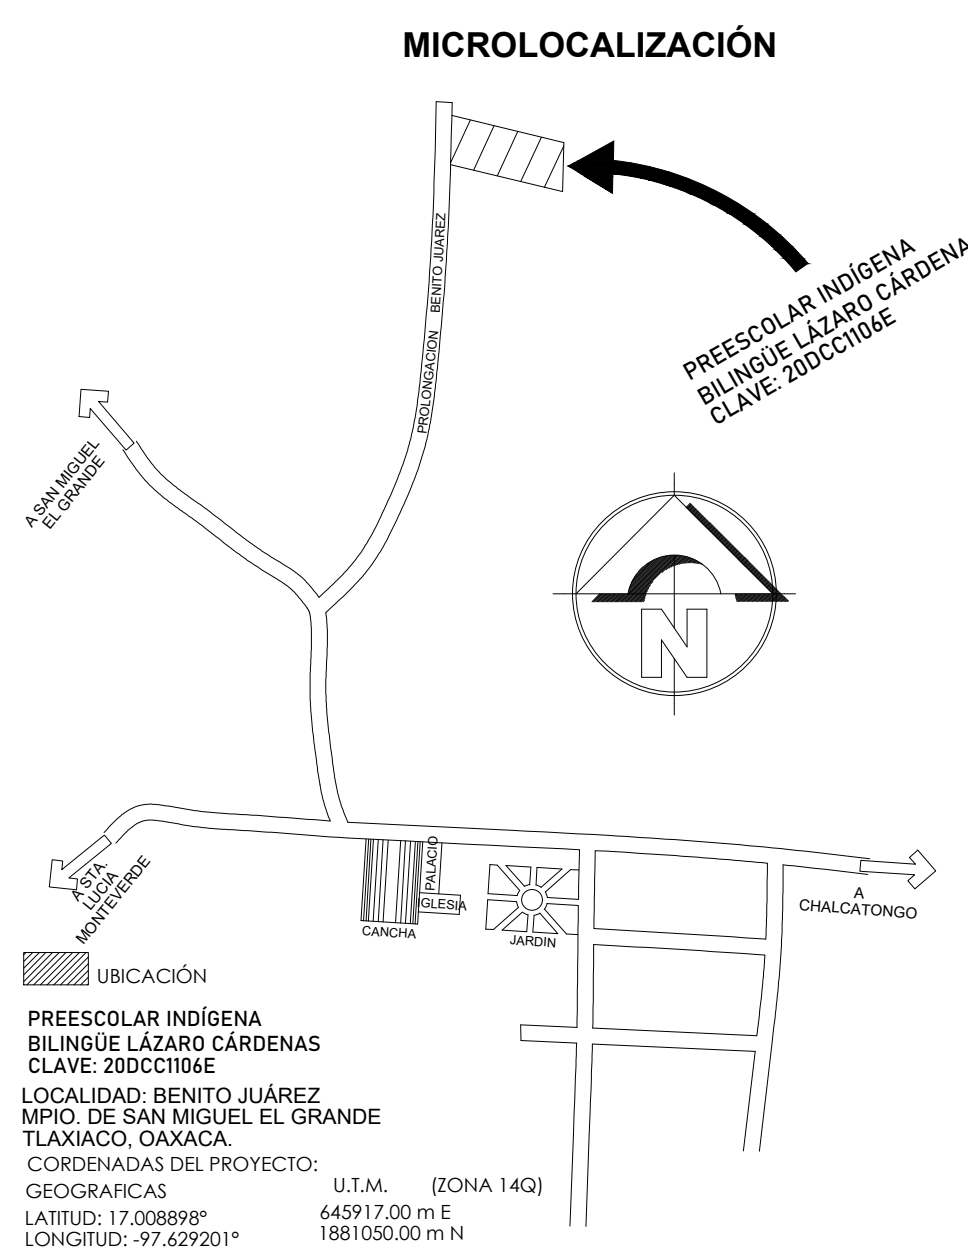 MICROLOCALIZACIÓN
PROLONGACION BENITO JUAREZ
PREESCOLAR INDÍGENA
BILINGÜE LÁZARO CÁRDENA
CLAVE: 20DCC1106E
A SAN MIGUEL
EL GRANDE
N
A STA.
LUCIA
MONTEVERDE
PALACIO
IGLESIA
CANCHA
JARDIN
A
CHALCATONGO
UBICACIÓN
PREESCOLAR INDÍGENA
BILINGÜE LÁZARO CÁRDENAS
CLAVE: 20DCC1106E
LOCALIDAD: BENITO JUÁREZ
MPIO. DE SAN MIGUEL EL GRANDE
TLAXIACO, OAXACA.
CORDENADAS DEL PROYECTO:
GEOGRAFICAS
U.T.M. (ZONA 14Q)
LATITUD: 17.008898°
645917.00 m E
LONGITUD: -97.629201°
1881050.00 m N